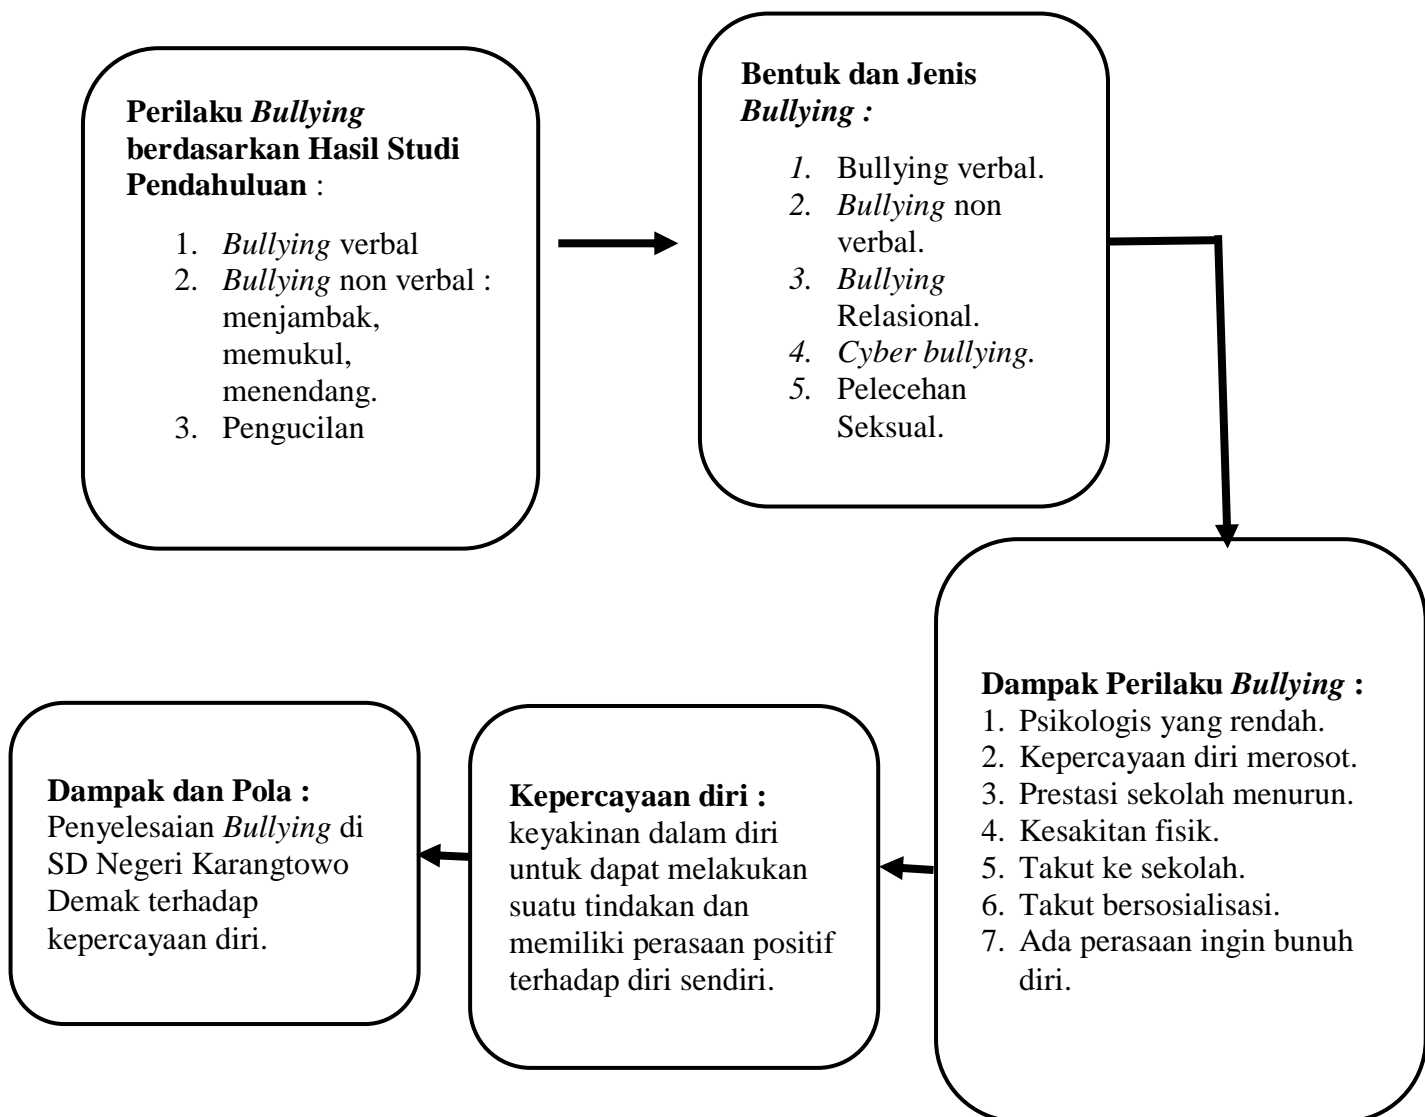 Perilaku Bullying
berdasarkan Hasil Studi
Pendahuluan :
1. Bullying verbal
2. Bullying non verbal :
menjambak,
memukul,
menendang.
3. Pengucilan
Bentuk dan Jenis
Bullying :
1. Bullying verbal.
2. Bullying non
verbal.
3. Bullying
Relasional.
4. Cyber bullying.
5. Pelecehan
Seksual.
Dampak Perilaku Bullying :
1. Psikologis yang rendah.
2. Kepercayaan diri merosot.
3. Prestasi sekolah menurun.
4. Kesakitan fisik.
5. Takut ke sekolah.
6. Takut bersosialisasi.
7. Ada perasaan ingin bunuh
diri.
Kepercayaan diri :
keyakinan dalam diri
untuk dapat melakukan
suatu tindakan dan
memiliki perasaan positif
terhadap diri sendiri.
Dampak dan Pola :
Penyelesaian Bullying di
SD Negeri Karangtowo
Demak terhadap
kepercayaan diri.